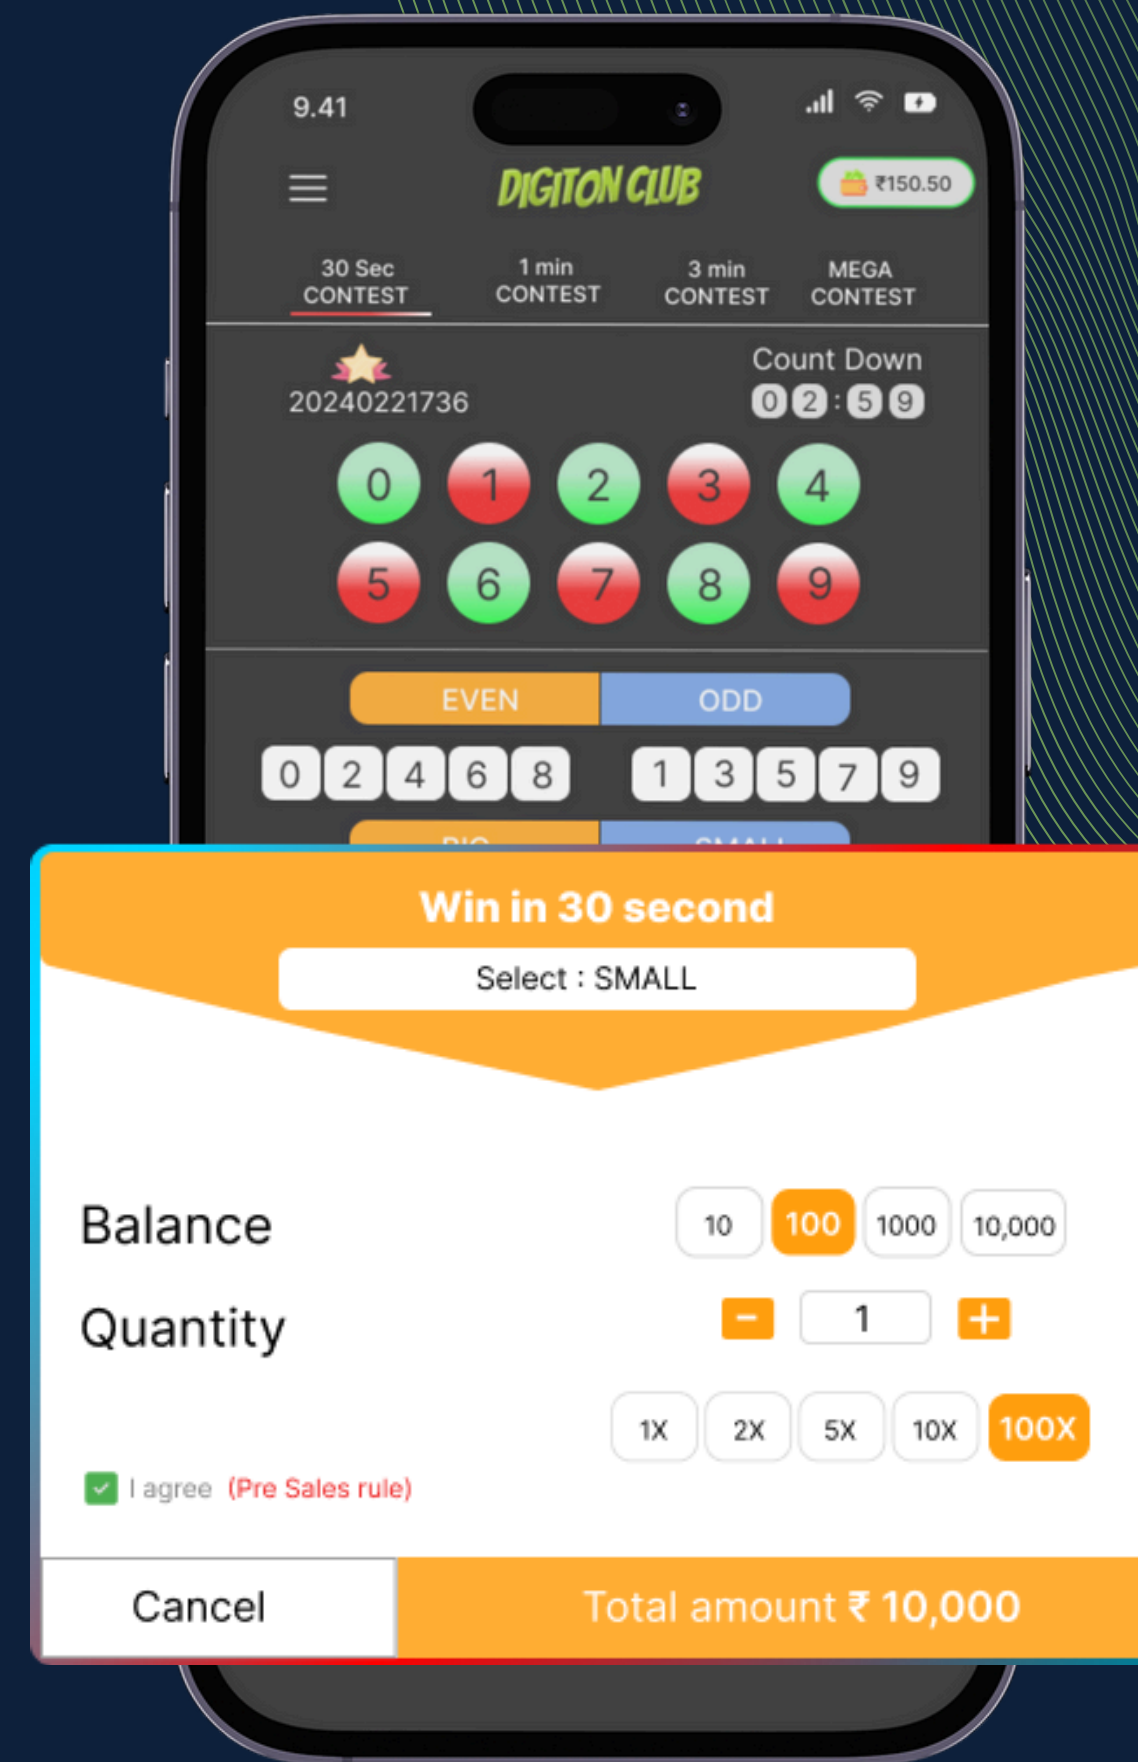 9.41
DIGITON CLUB
₹150.50
30 Sec CONTEST
1 min CONTEST
3 min CONTEST
MEGA CONTEST
20240221736
Count Down
02:59
0 1 2 3 4
5 6 7 8 9
EVEN ODD
0 2 4 6 8 1 3 5 7 9
BIG SMALL
Win in 30 second
Select : SMALL
Balance 10 100 1000 10,000
Quantity - 1 +
1X 2X 5X 10X 100X
I agree (Pre Sales rule)
Cancel Total amount ₹ 10,000